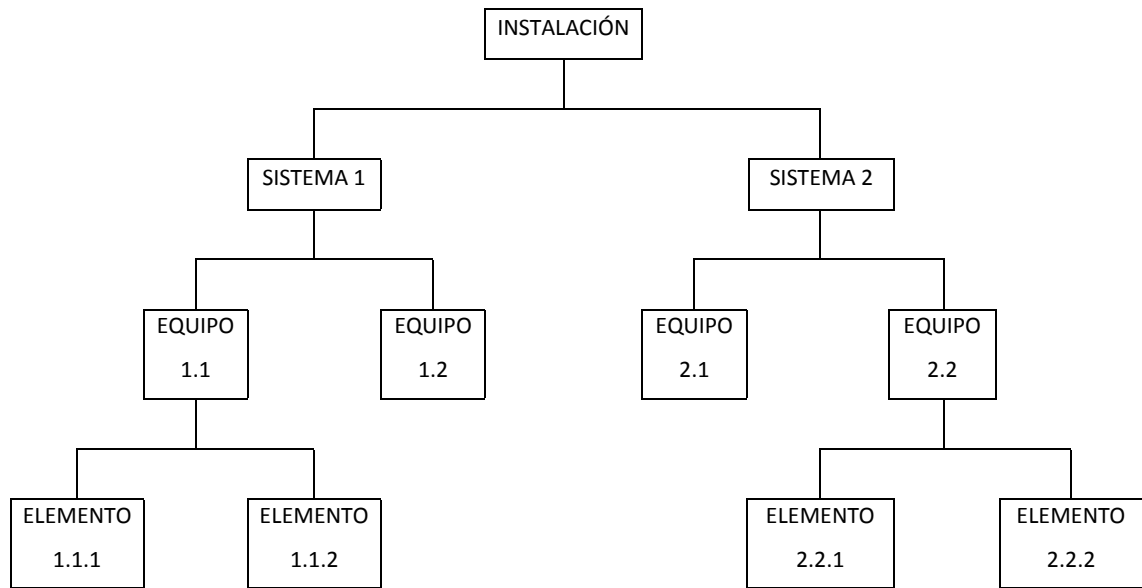 INSTALACIÓN
SISTEMA 1
SISTEMA 2
EQUIPO
1.1
EQUIPO
1.2
EQUIPO
2.1
EQUIPO
2.2
ELEMENTO
1.1.1
ELEMENTO
1.1.2
ELEMENTO
2.2.1
ELEMENTO
2.2.2